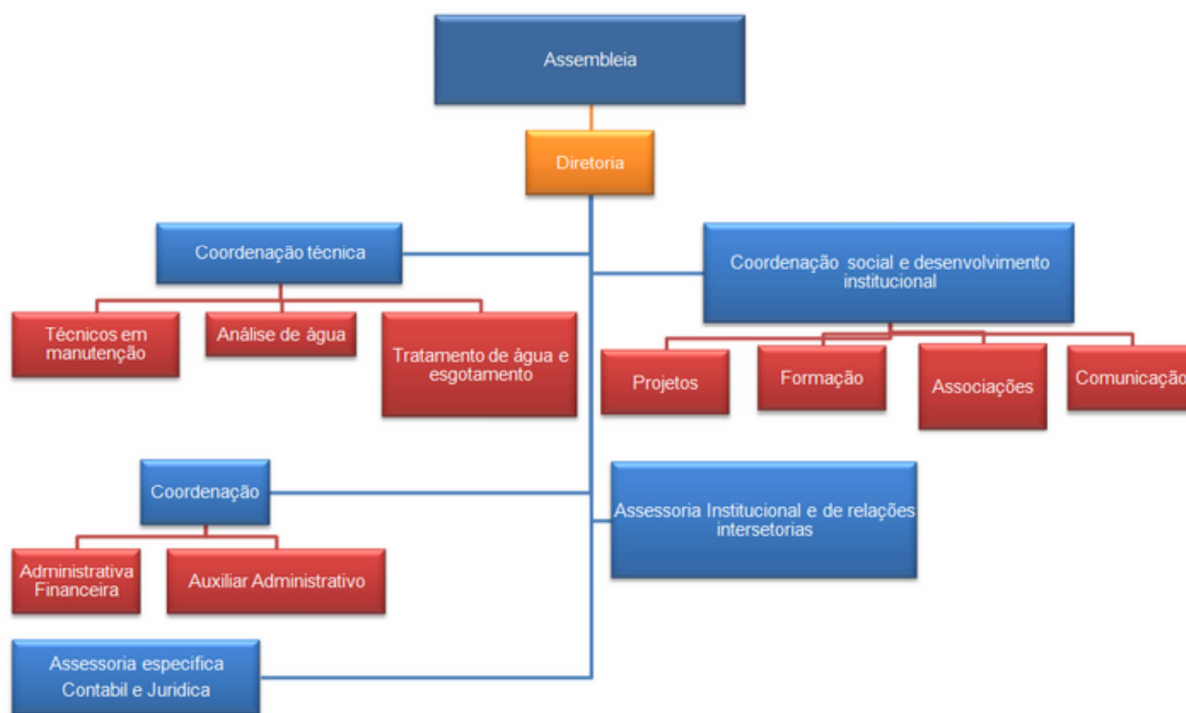 Assembleia
Diretoria
Coordenação técnica
Coordenação social e desenvolvimento
institucional
Técnicos em
manutenção
Análise de água
Tratamento de água e
esgotamento
Projetos
Formação
Associações
Comunicação
Coordenação
Assessoria Institucional e de relações
intersetorias
Administrativa
Financeira
Auxiliar Administrativo
Assessoria especifica
Contabil e Juridica